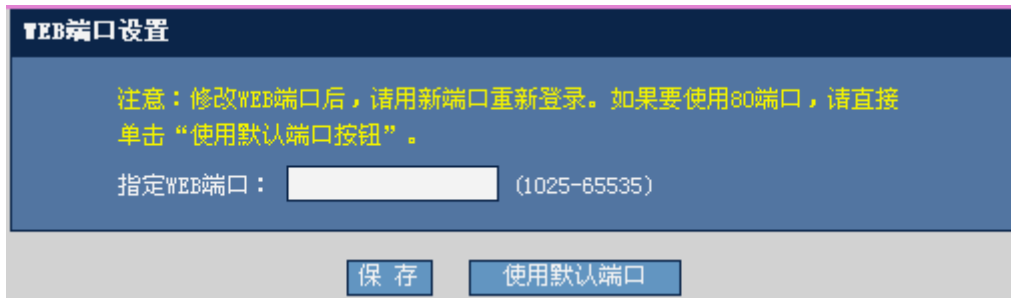 WEB端口设置
注意：修改WEB端口后，请用新端口重新登录。如果要使用80端口，请直接
单击“使用默认端口按钮”。
指定WEB端口： (1025-65535)
保 存 使用默认端口